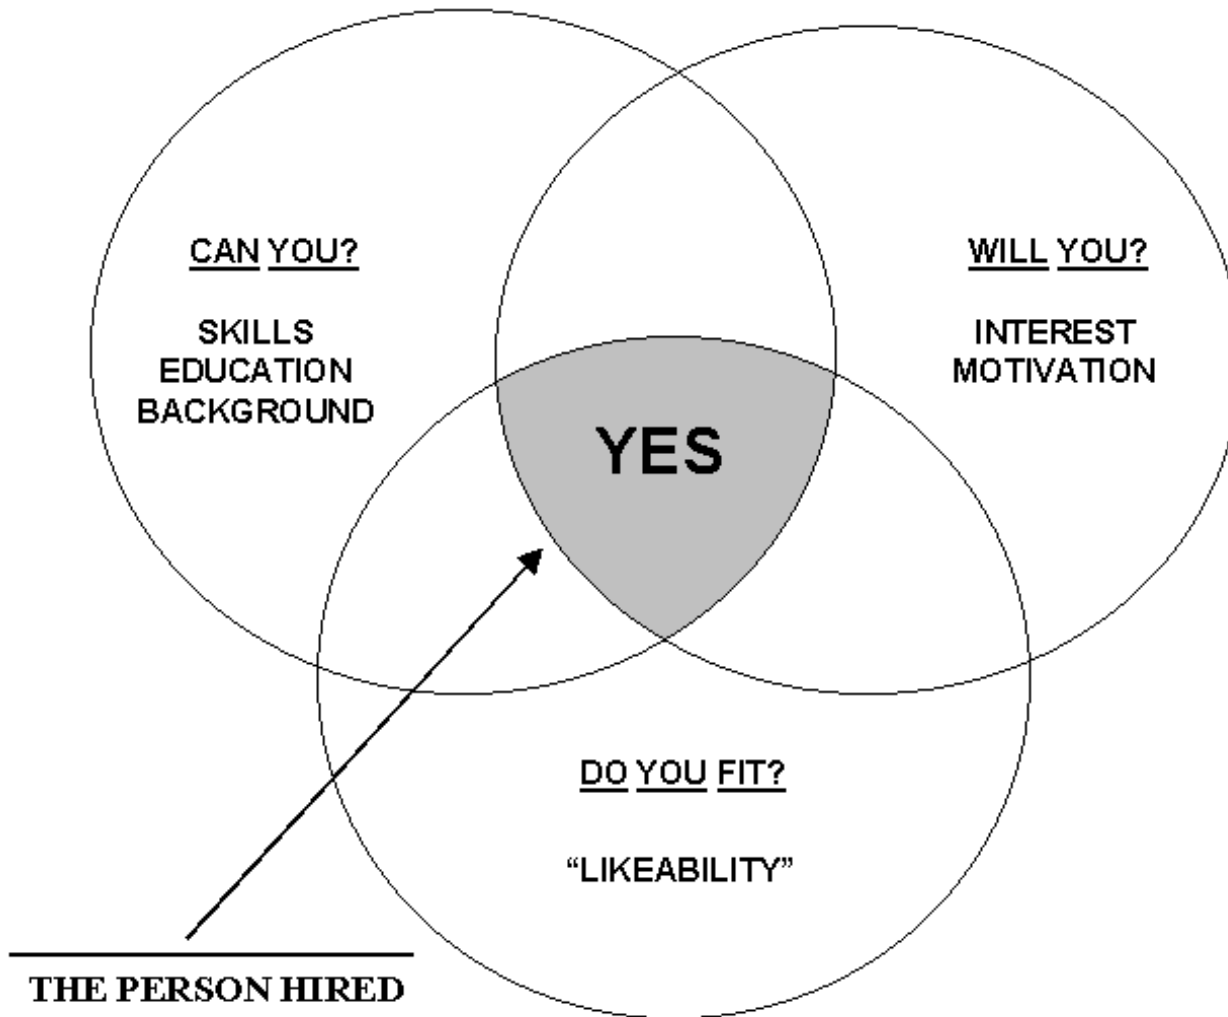 CAN YOU?
SKILLS
EDUCATION
BACKGROUND
WILL YOU?
INTEREST
MOTIVATION
YES
DO YOU FIT?
“LIKEABILITY”
THE PERSON HIRED